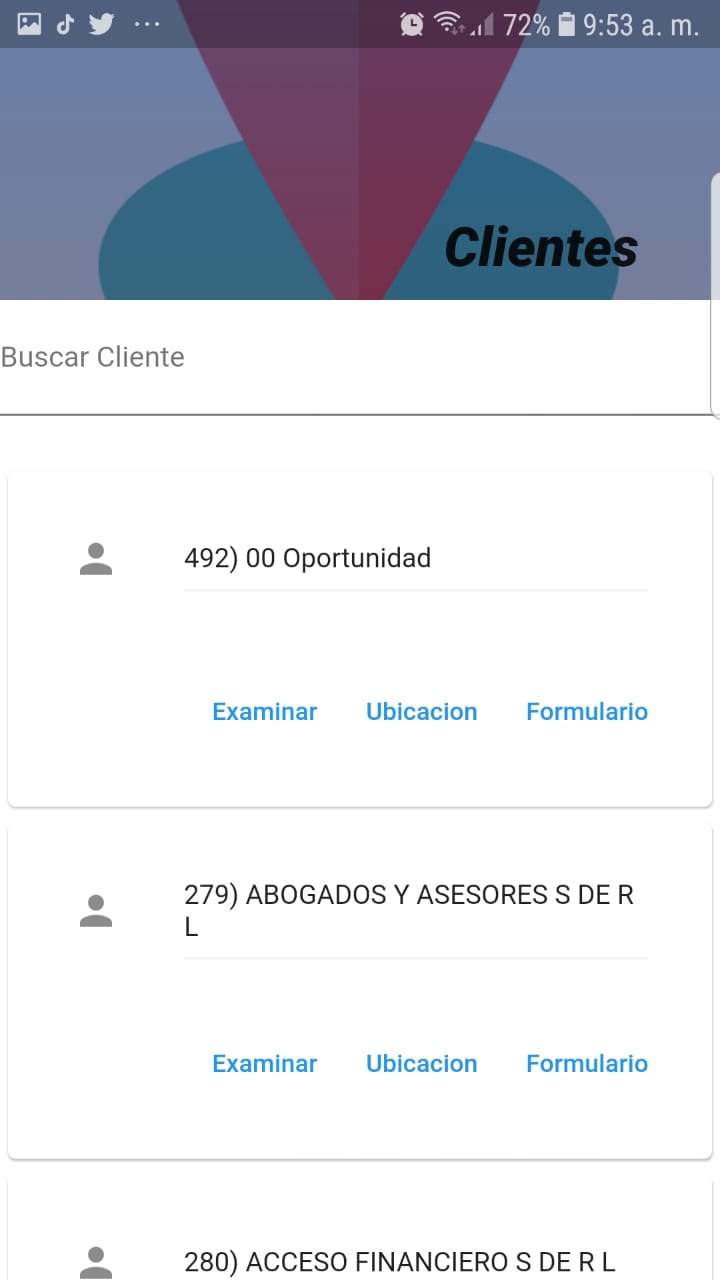 72% 9:53 a. m.
Clientes
Buscar Cliente
492) 00 Oportunidad
Examinar Ubicacion Formulario
279) ABOGADOS Y ASESORES S DE R
L
Examinar Ubicacion Formulario
280) ACCESO FINANCIERO S DE R L